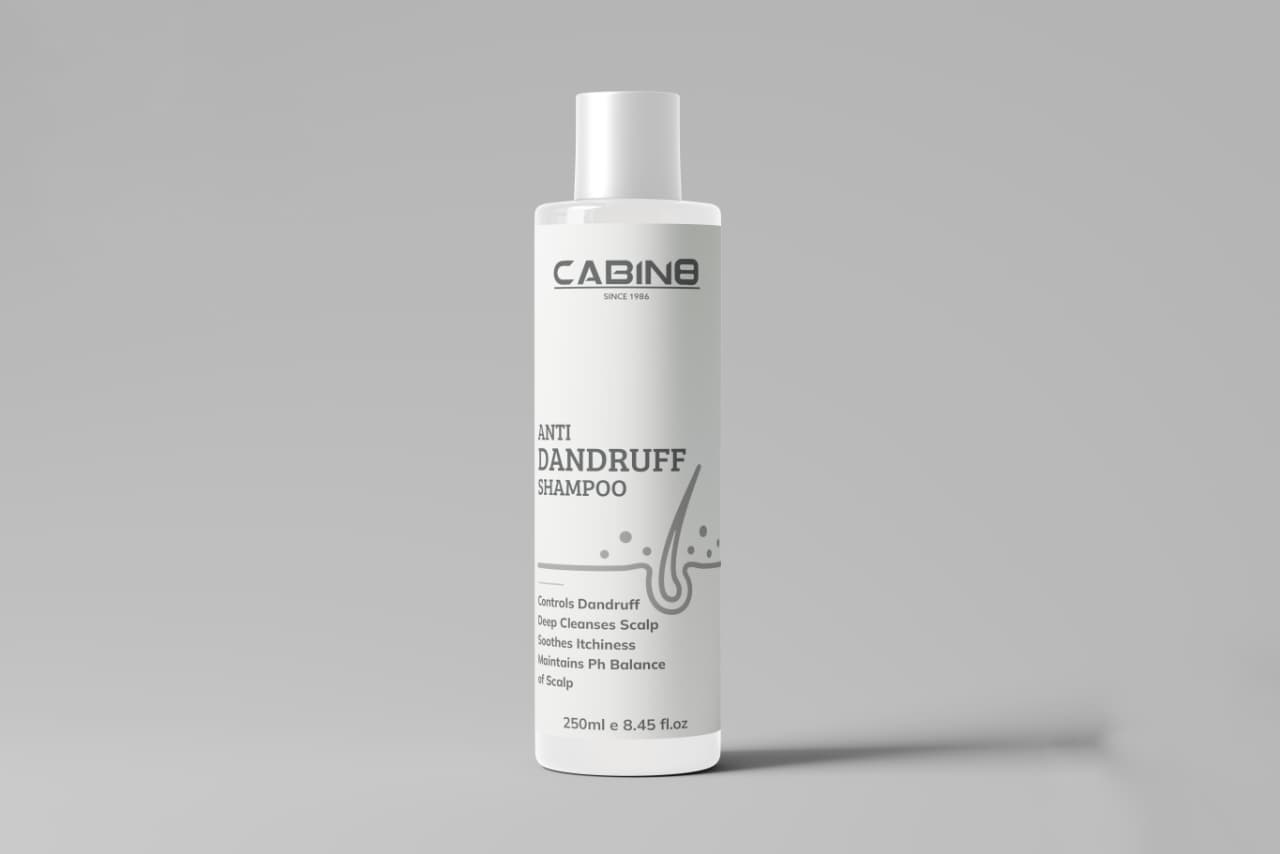 CABIN8
SINCE 1986
ANTI
DANDRUFF
SHAMPOO
Controls Dandruff
Deep Cleanses Scalp
Soothes Itchiness
Maintains Ph Balance
of Scalp
250ml e 8.45 fl.oz